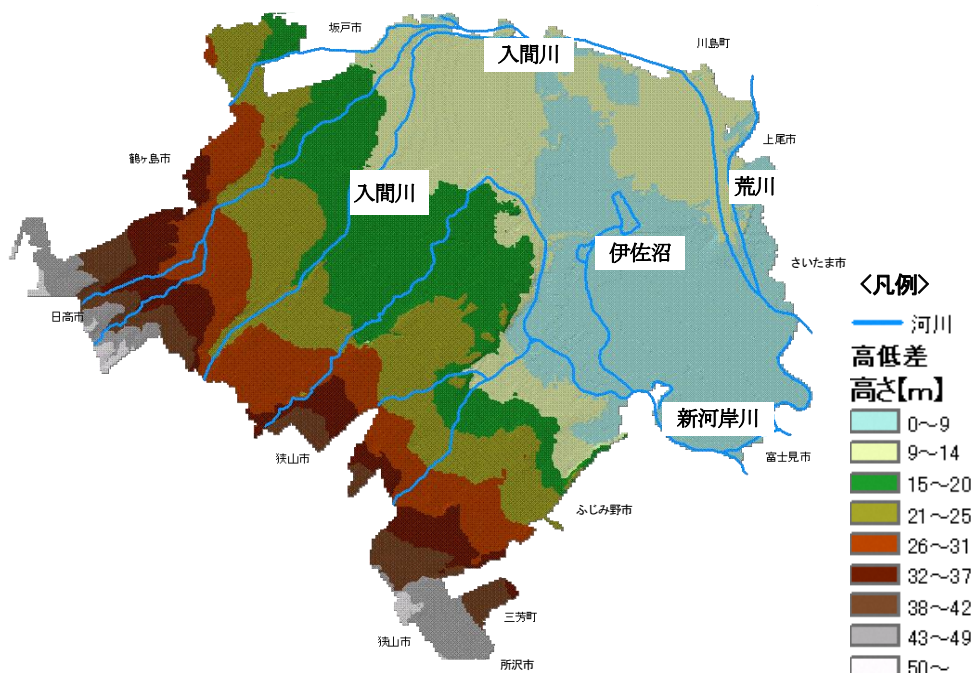 坂戸市
入間川
川島町
上尾市
鶴ヶ島市
入間川
荒川
伊佐沼
さいたま市
日高市
<凡例>
河川
高低差
高さ【m】
0～9
9～14
15～20
21～25
26～31
32～37
38～42
43～49
50～
新河岸川
狭山市
富士見市
ふじみ野市
三芳町
狭山市
所沢市